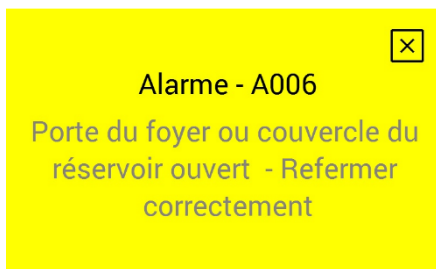 Alarme - A006
Porte du foyer ou couvercle du
réservoir ouvert  - Refermer
correctement